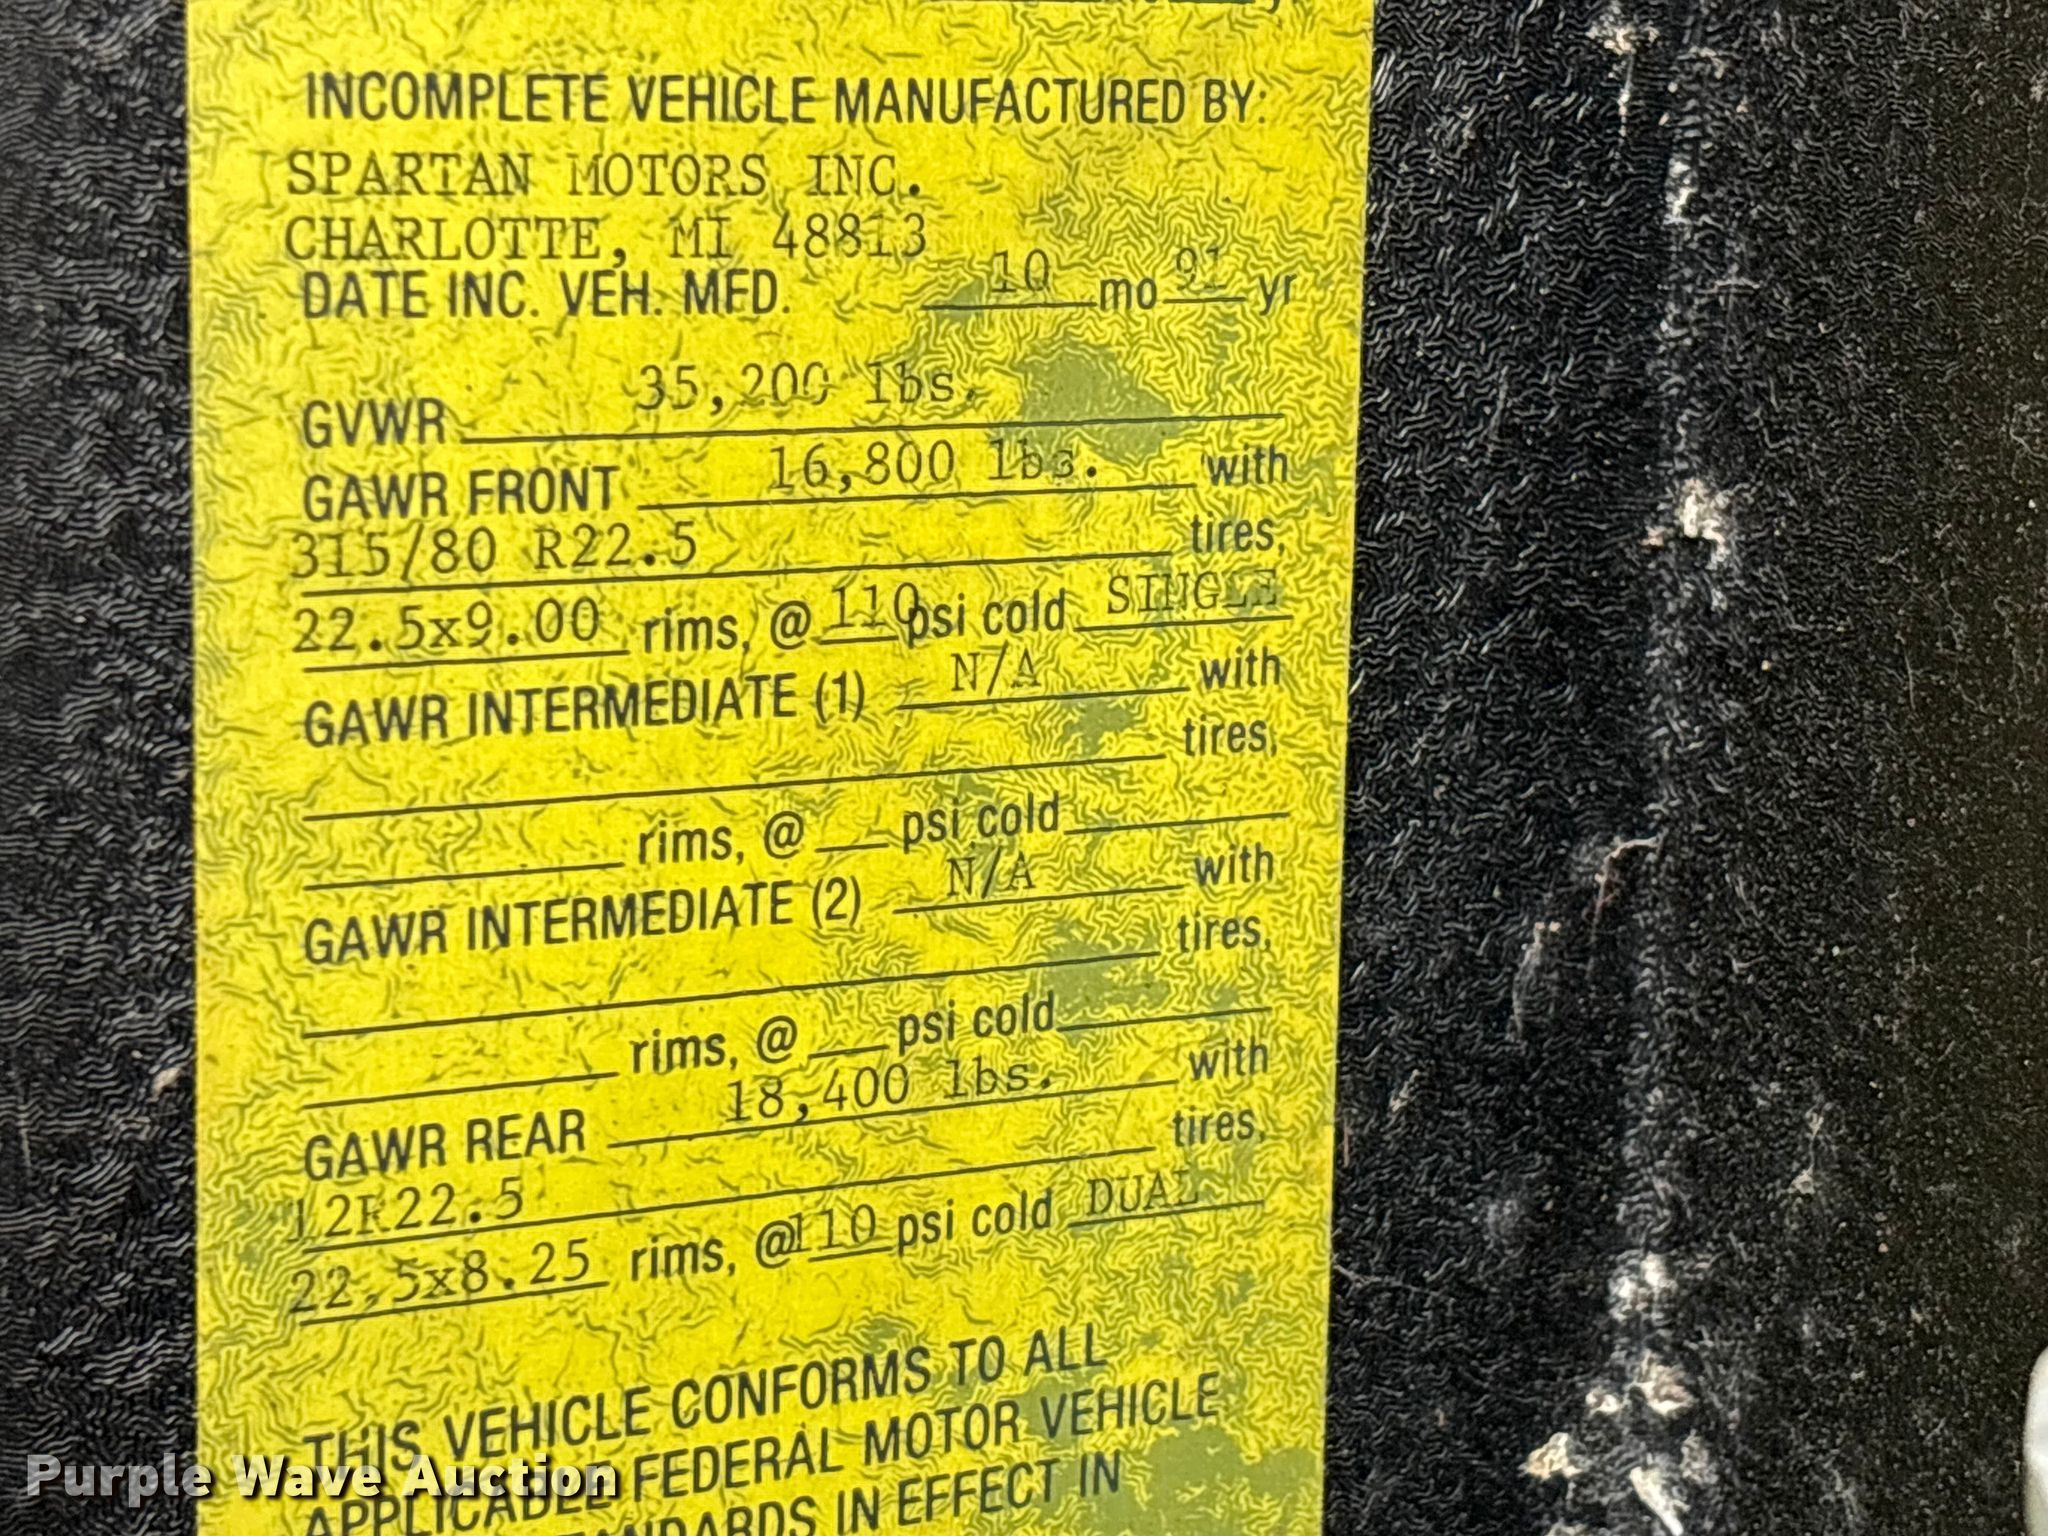 INCOMPLETE VEHICLE MANUFACTURED BY:
SPARTAN MOTORS INC.
CHARLOTTE, MI 48813
DATE INC. VEH. MFD. 10 mo 91 yr
GVWR 35,200 lbs.
GAWR FRONT 16,800 lbs. with
315/80 R22.5 tires,
22.5x9.00 rims, @ 110 psi cold SINGLE
GAWR INTERMEDIATE (1) N/A with
tires,
rims, @ psi cold
GAWR INTERMEDIATE (2) N/A with
tires,
rims, @ psi cold
GAWR REAR 18,400 lbs. with
12R22.5 tires,
22.5x8.25 rims, @110 psi cold DUAL
THIS VEHICLE CONFORMS TO ALL
APPLICABLE FEDERAL MOTOR VEHICLE
STANDARDS IN EFFECT IN
Purple Wave Auction